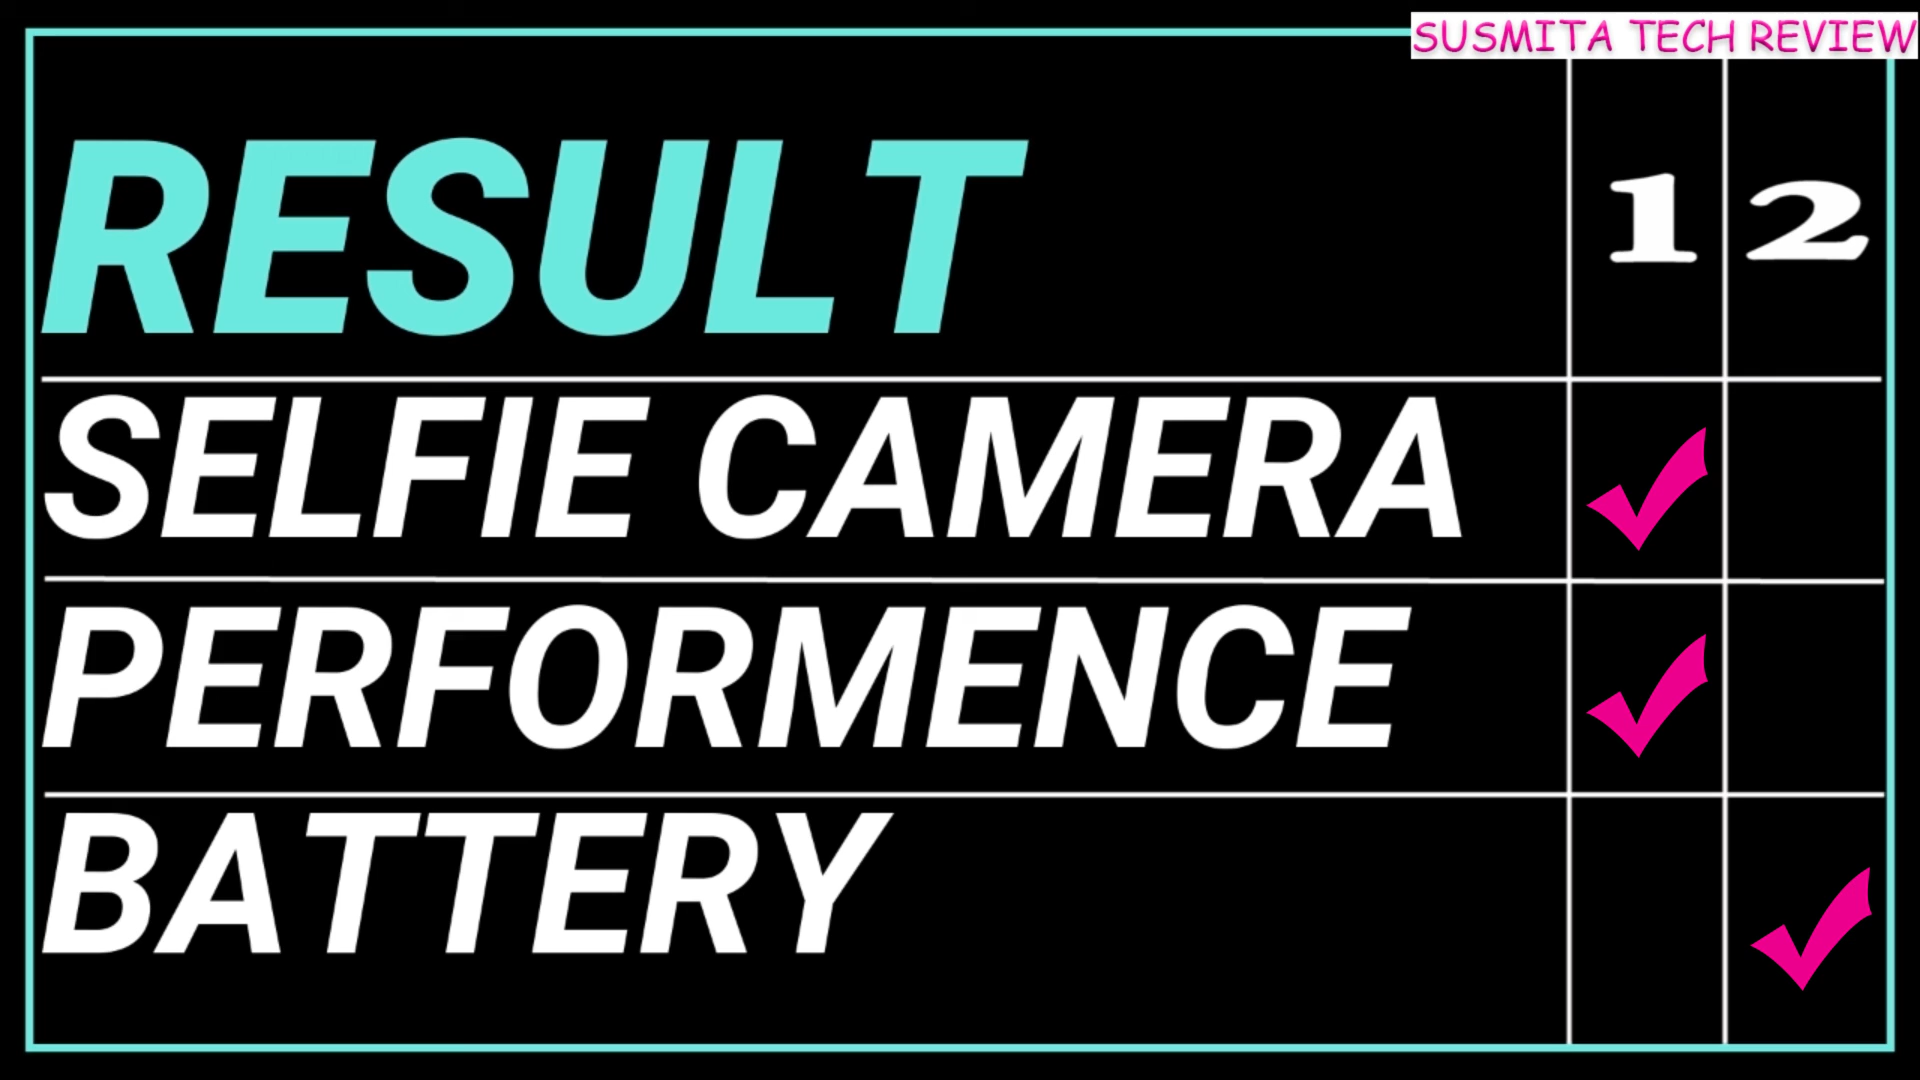 SUSMITA TECH REVIEW
RESULT 1 2
SELFIE CAMERA
PERFORMENCE
BATTERY